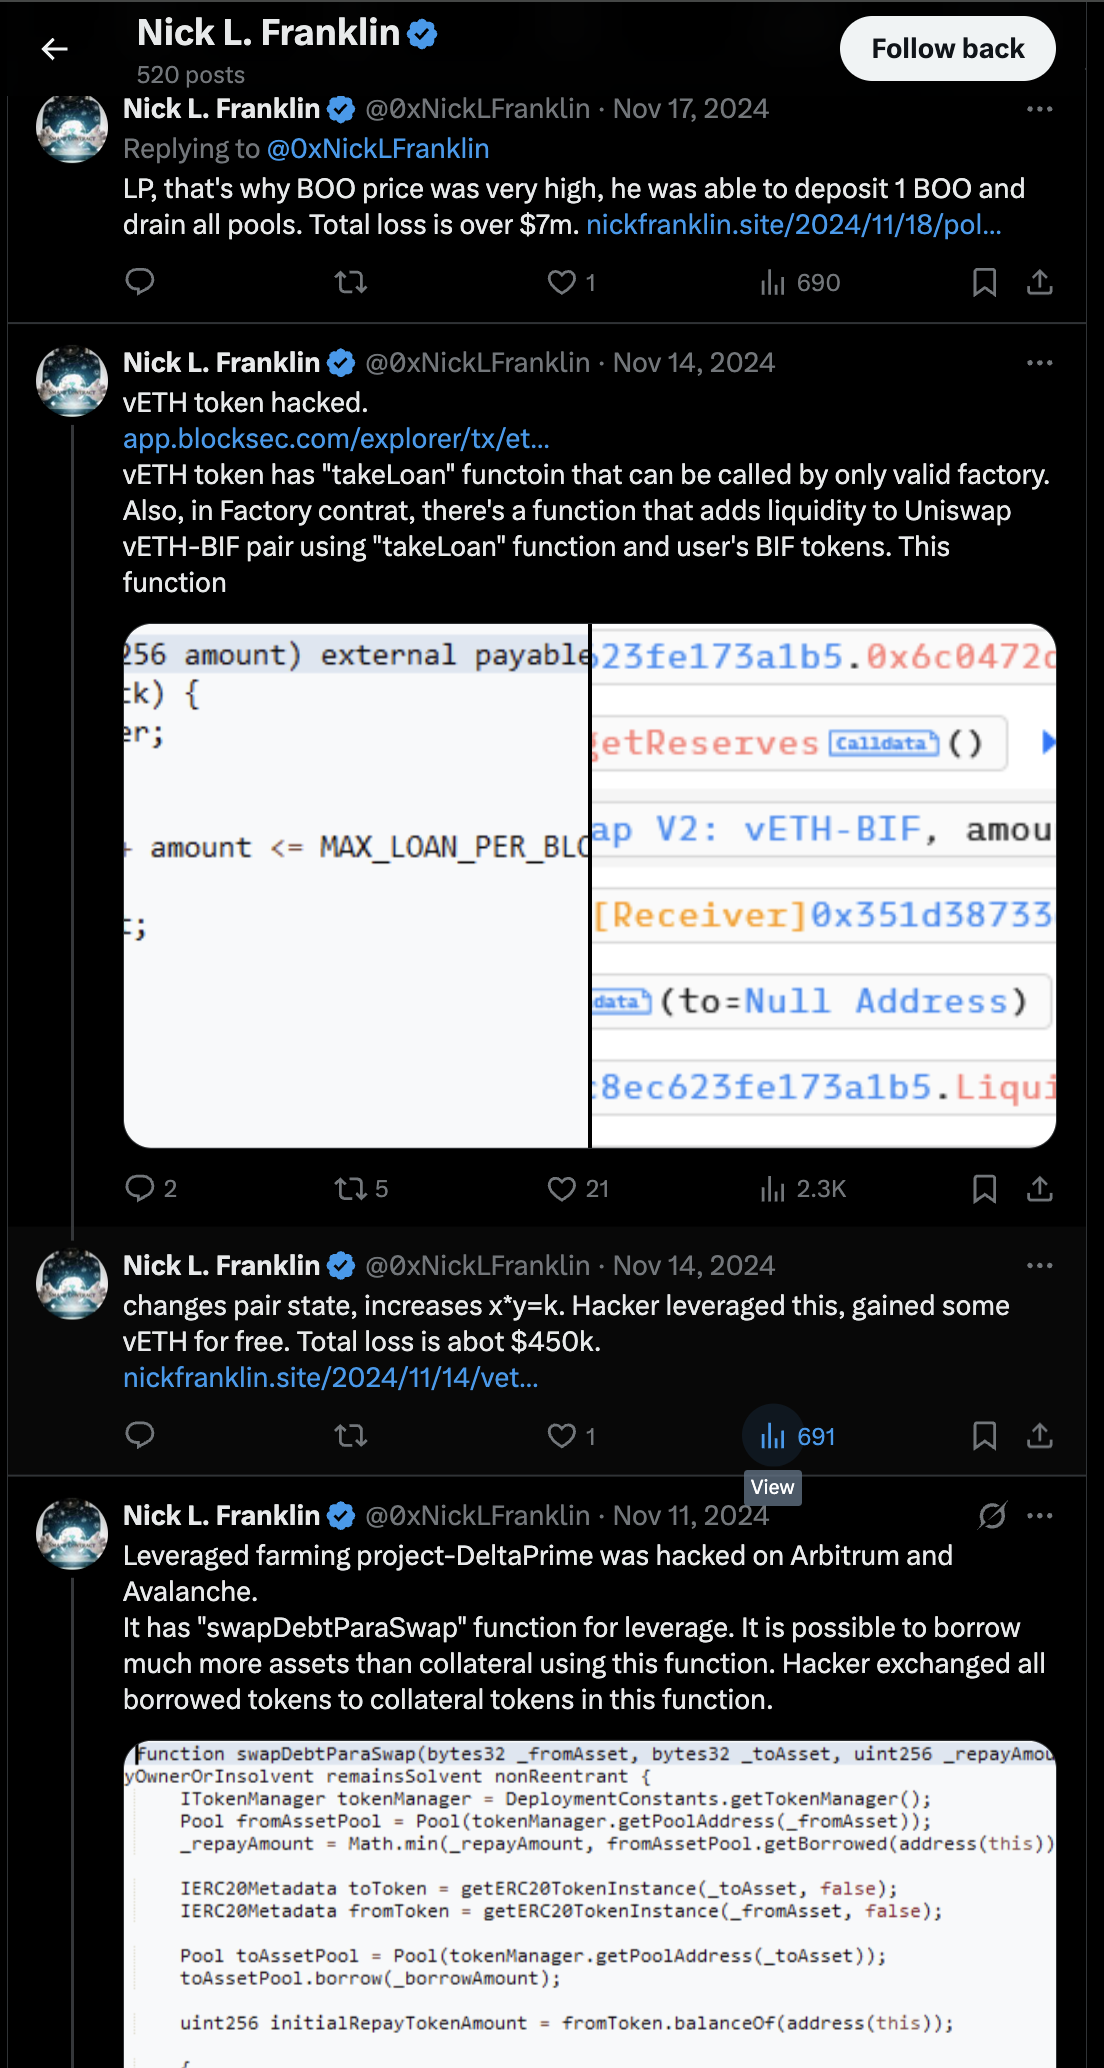 Nick L. Franklin
520 posts
Follow back
Nick L. Franklin @0xNickLFranklin · Nov 17, 2024
Replying to @0xNickLFranklin
LP, that's why BOO price was very high, he was able to deposit 1 BOO and
drain all pools. Total loss is over $7m. nickfranklin.site/2024/11/18/pol...
1 690
Nick L. Franklin @0xNickLFranklin · Nov 14, 2024
vETH token hacked.
app.blocksec.com/explorer/tx/et...
vETH token has "takeLoan" functoin that can be called by only valid factory.
Also, in Factory contrat, there's a function that adds liquidity to Uniswap
vETH-BIF pair using "takeLoan" function and user's BIF tokens. This
function
256 amount) external payable
ck) {
er;
+ amount <= MAX_LOAN_PER_BLO
t;
623fe173a1b5.0x6c0472
getReserves Calldata ()
ap V2: vETH-BIF, amou
[Receiver]0x351d38733
data (to=Null Address)
c8ec623fe173a1b5.Liqui
2 5 21 2.3K
Nick L. Franklin @0xNickLFranklin · Nov 14, 2024
changes pair state, increases x*y=k. Hacker leveraged this, gained some
vETH for free. Total loss is abot $450k.
nickfranklin.site/2024/11/14/vet...
1 691
View
Nick L. Franklin @0xNickLFranklin · Nov 11, 2024
Leveraged farming project-DeltaPrime was hacked on Arbitrum and
Avalanche.
It has "swapDebtParaSwap" function for leverage. It is possible to borrow
much more assets than collateral using this function. Hacker exchanged all
borrowed tokens to collateral tokens in this function.
function swapDebtParaSwap(bytes32 _fromAsset, bytes32 _toAsset, uint256 _repayAmou
yOwnerOrInsolvent remainsSolvent nonReentrant {
ITokenManager tokenManager = DeploymentConstants.getTokenManager();
Pool fromAssetPool = Pool(tokenManager.getPoolAddress(_fromAsset));
_repayAmount = Math.min(_repayAmount, fromAssetPool.getBorrowed(address(this))
IERC20Metadata toToken = getERC20TokenInstance(_toAsset, false);
IERC20Metadata fromToken = getERC20TokenInstance(_fromAsset, false);
Pool toAssetPool = Pool(tokenManager.getPoolAddress(_toAsset));
toAssetPool.borrow(_borrowAmount);
uint256 initialRepayTokenAmount = fromToken.balanceOf(address(this));
{